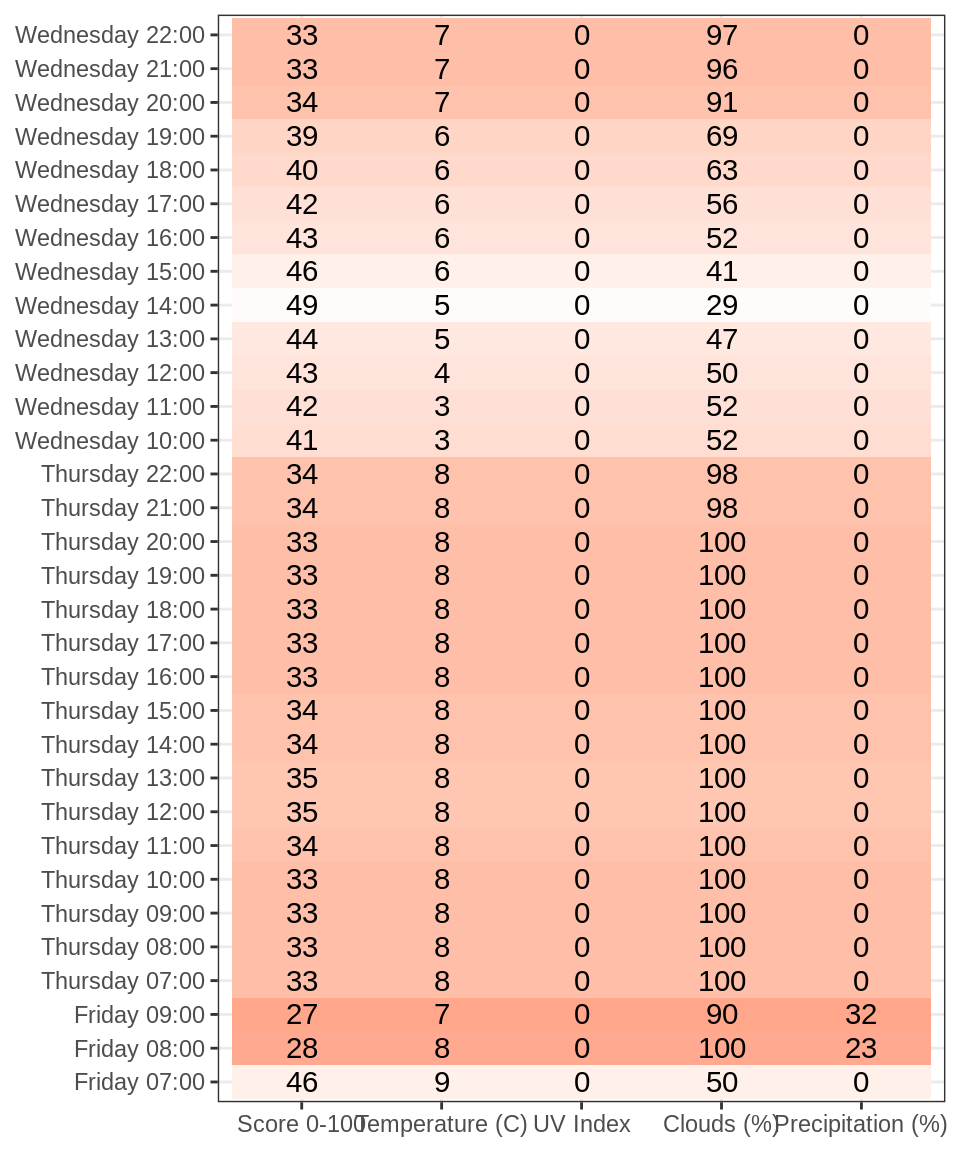 Wednesday 22:00 33 7 0 97 0
Wednesday 21:00 33 7 0 96 0
Wednesday 20:00 34 7 0 91 0
Wednesday 19:00 39 6 0 69 0
Wednesday 18:00 40 6 0 63 0
Wednesday 17:00 42 6 0 56 0
Wednesday 16:00 43 6 0 52 0
Wednesday 15:00 46 6 0 41 0
Wednesday 14:00 49 5 0 29 0
Wednesday 13:00 44 5 0 47 0
Wednesday 12:00 43 4 0 50 0
Wednesday 11:00 42 3 0 52 0
Wednesday 10:00 41 3 0 52 0
Thursday 22:00 34 8 0 98 0
Thursday 21:00 34 8 0 98 0
Thursday 20:00 33 8 0 100 0
Thursday 19:00 33 8 0 100 0
Thursday 18:00 33 8 0 100 0
Thursday 17:00 33 8 0 100 0
Thursday 16:00 33 8 0 100 0
Thursday 15:00 34 8 0 100 0
Thursday 14:00 34 8 0 100 0
Thursday 13:00 35 8 0 100 0
Thursday 12:00 35 8 0 100 0
Thursday 11:00 34 8 0 100 0
Thursday 10:00 33 8 0 100 0
Thursday 09:00 33 8 0 100 0
Thursday 08:00 33 8 0 100 0
Thursday 07:00 33 8 0 100 0
Friday 09:00 27 7 0 90 32
Friday 08:00 28 8 0 100 23
Friday 07:00 46 9 0 50 0
Score 0-100 Temperature (C) UV Index Clouds (%) Precipitation (%)